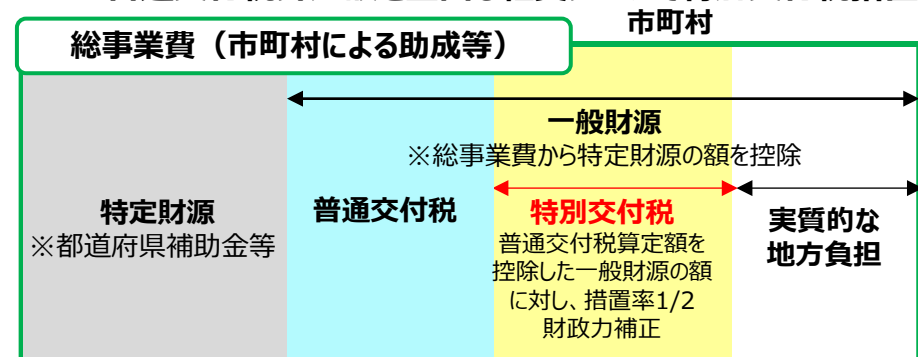 市町村
総事業費（市町村による助成等）
一般財源
※総事業費から特定財源の額を控除
特定財源
※都道府県補助金等
普通交付税
特別交付税
普通交付税算定額を
控除した一般財源の額
に対し、措置率1/2
財政力補正
実質的な
地方負担